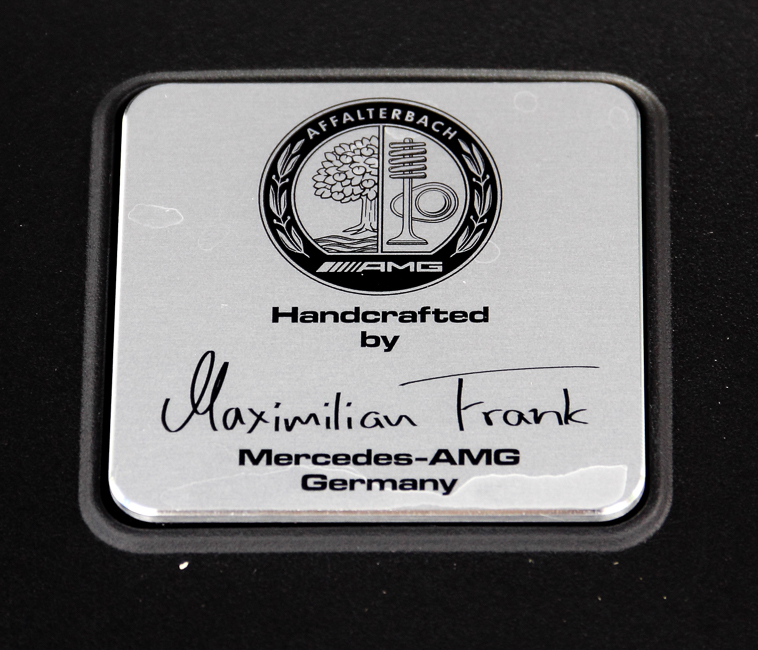 AFFALTERBACH
AMG
Handcrafted
by
Maximilian Frank
Mercedes-AMG
Germany